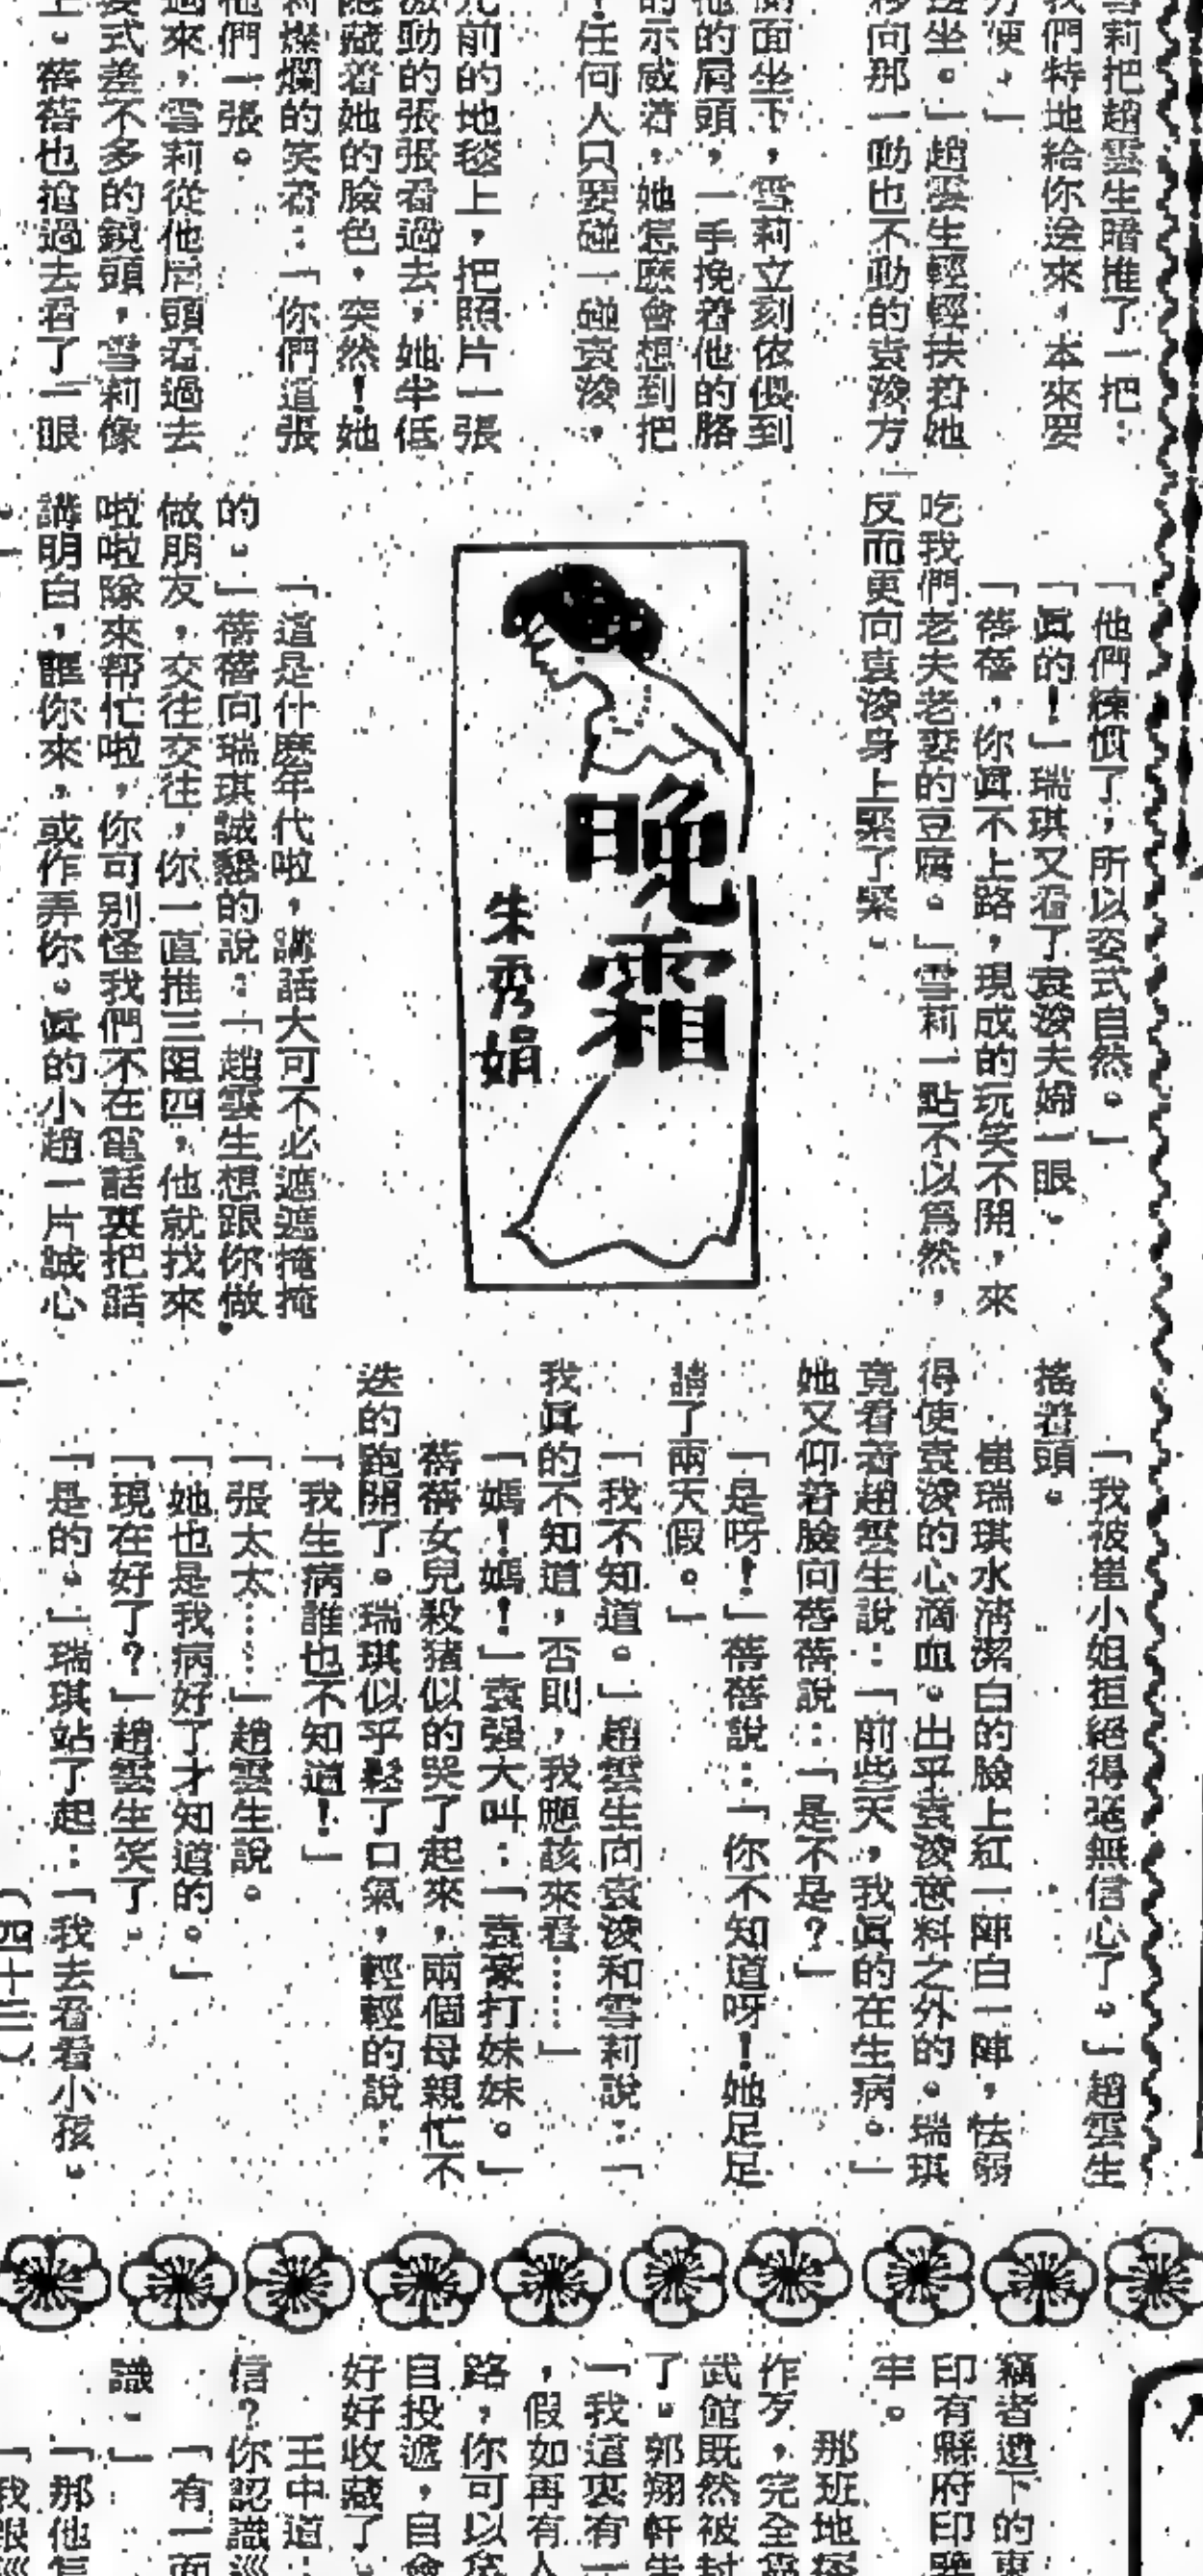 雪莉把趙雲生暗推了一把：
我們特地給你送來，本來要
方便。」
坐。」趙雲生輕輕扶着她
移向那一動也不動的袁浚方
側面坐下，雪莉立刻依偎到
他的肩頭，一手挽着他的胳
的示威着，她怎麽會想到把
！任何人只要碰一碰袁浚，
前的地毯上，把照片一張
激動的張張看過去，她半低
隱藏着她的臉色，突然！她
莉燦爛的笑着：「你們這張
他們一張。
過來，雪莉從他肩頭看過去
姿式差不多的鏡頭，雪莉像
上。蓓蓓也搶過去看了一眼
「他們練慣了，所以姿式自然。」
「眞的！」瑞琪又看了袁浚夫婦一眼。
「蓓蓓，你眞不上路，現成的玩笑不開，來
吃我們老夫老妻的豆腐。」雪莉一點不以爲然，
反而更向袁浚身上緊了緊。
晚霜
朱秀娟
「這是什麽年代啦，講話大可不必遮遮掩掩
的。」蓓蓓向瑞琪誠懇的說：「趙雲生想跟你做
做朋友，交往交往，你一直推三阻四，他就找來
啦啦隊來帮忙啦，你可别怪我們不在電話裏把話
講明白，誆你來，或作弄你。眞的小趙一片誠心
「我被崔小姐拒絕得毫無信心了。」趙雲生
搖着頭。
崔瑞琪水清潔白的臉上紅一陣白一陣，怯弱
得使袁浚的心滴血。出乎袁浚意料之外的。瑞琪
竟看着趙雲生說：「前些天，我眞的在生病。」
她又仰着臉向蓓蓓說：「是不是？」
「是呀！」蓓蓓說：「你不知道呀！她足足
請了兩天假。」
「我不知道。」趙雲生向袁浚和雪莉說：「
我眞的不知道，否則，我應該來看……」
「媽！媽！」袁强大叫：「袁豪打妹妹。」
蓓蓓女兒殺猪似的哭了起來，兩個母親忙不
迭的跑開了。瑞琪似乎鬆了口氣，輕輕的說：
「我生病誰也不知道！」
「張太太……」趙雲生說。
「她也是我病好了才知道的。」
「現在好了？」趙雲生笑了。
「是的。」瑞琪站了起：「我去看看小孩。
（四十三）
竊者遺下的東
印有縣府印璽
牢。
那班地痞
作歹，完全
武館既然被封
了。郭翔軒告
「我這裏有一
，假如再有人
路，你可以
自投遞，自會
好好收藏了。
王中道：
信？你認識巡
「有一面
識。」
「那他怎